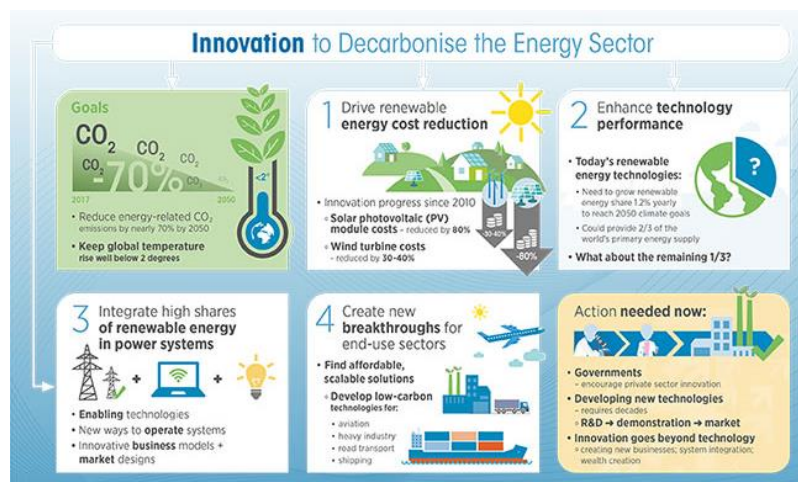 Innovation to Decarbonise the Energy Sector
Goals
CO2
CO2
CO2
CO2
CO2
-70%
<2°
2017
2050
• Reduce energy-related CO2
emissions by nearly 70% by 2050
• Keep global temperature
rise well below 2 degrees
1 Drive renewable
energy cost reduction
• Innovation progress since 2010
Solar photovoltaic (PV)
module costs - reduced by 80%
Wind turbine costs
- reduced by 30-40%
-30-40%
-80%
2 Enhance technology
performance
• Today's renewable
energy technologies:
Need to grow renewable
energy share 1.2% yearly
to reach 2050 climate goals
Could provide 2/3 of the
world's primary energy supply
• What about the remaining 1/3?
?
3 Integrate high shares
of renewable energy
in power systems
+ +
• Enabling technologies
• New ways to operate systems
• Innovative business models +
market designs
4 Create new
breakthroughs for
end-use sectors
• Find affordable,
scalable solutions
Develop low-carbon
technologies for:
• aviation
• heavy industry
• road transport
• shipping
Action needed now:
• Governments
– encourage private sector innovation
• Developing new technologies
– requires decades
R&D ➔ demonstration ➔ market
• Innovation goes beyond technology
creating new businesses; system integration;
wealth creation